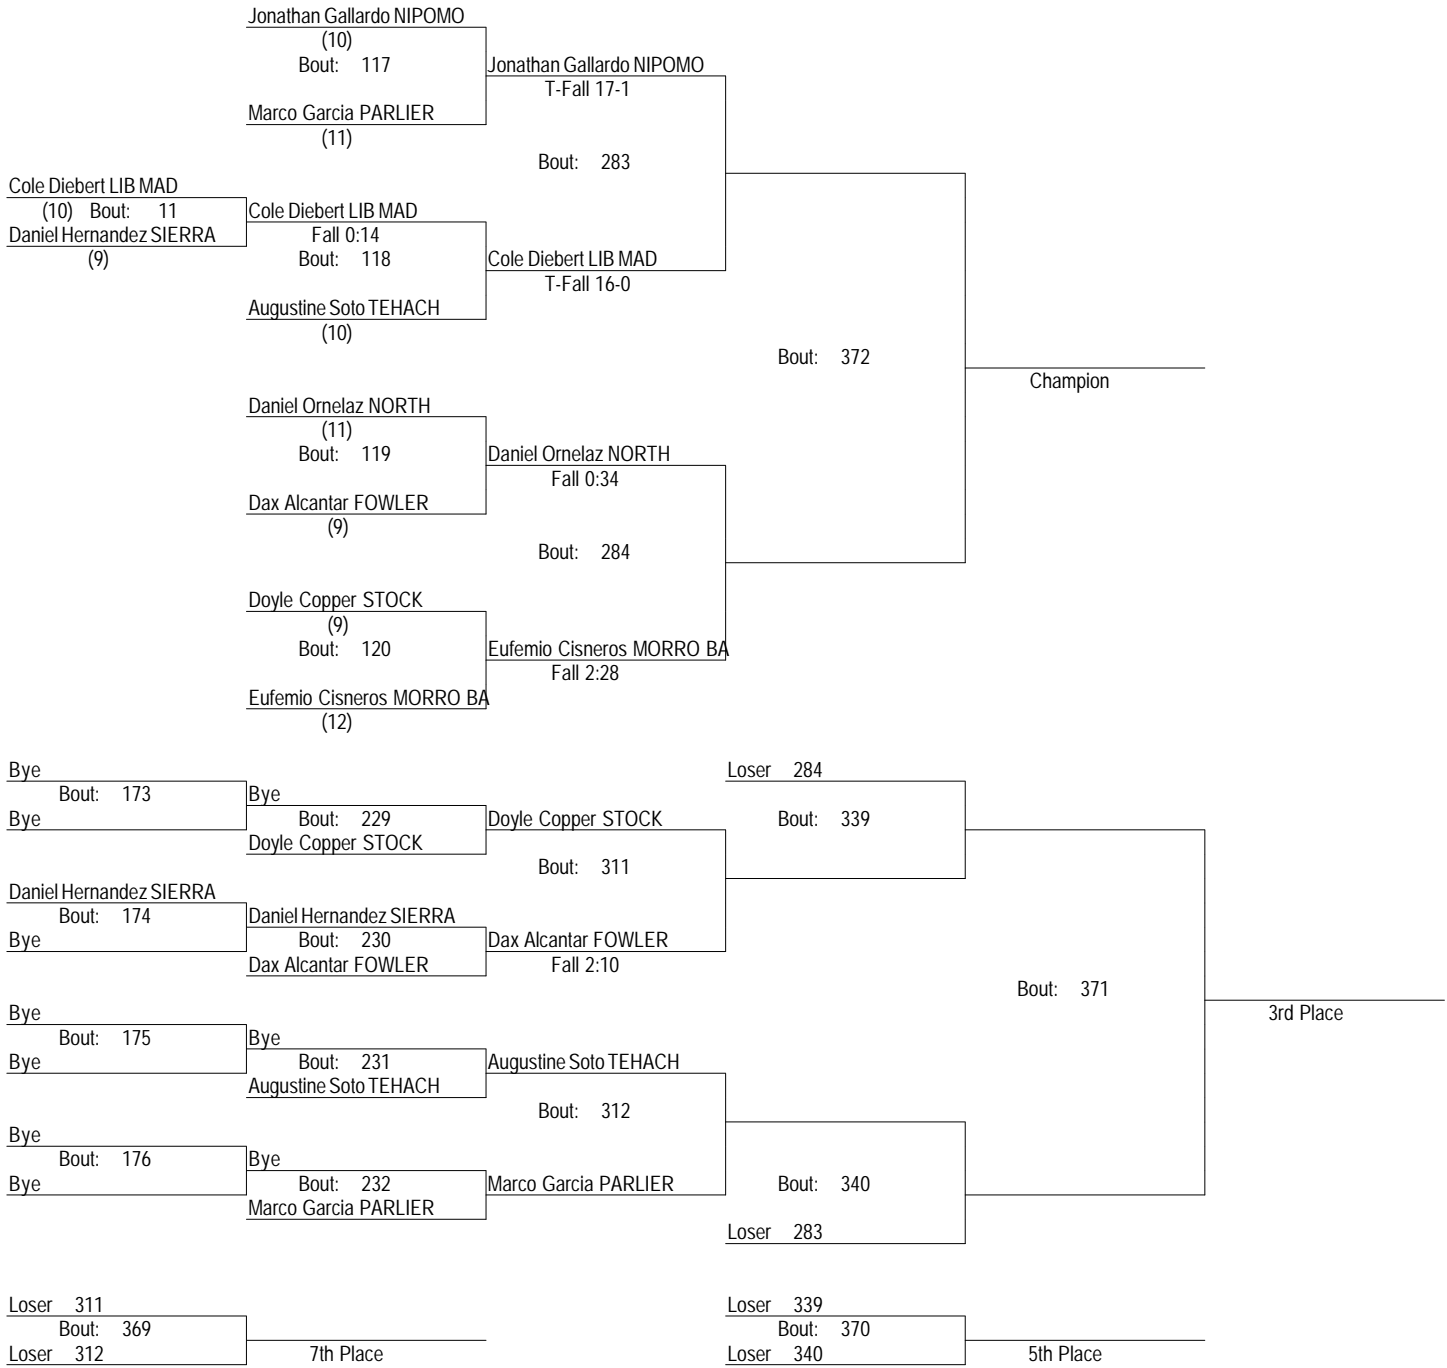 Jonathan Gallardo NIPOMO
(10)
Bout: 117
Jonathan Gallardo NIPOMO
T-Fall 17-1
Marco Garcia PARLIER
(11)
Bout: 283
Cole Diebert LIB MAD
(10) Bout: 11
Cole Diebert LIB MAD
Daniel Hernandez SIERRA
Fall 0:14
(9)
Bout: 118
Cole Diebert LIB MAD
T-Fall 16-0
Augustine Soto TEHACH
(10)
Bout: 372
Champion
Daniel Ornelaz NORTH
(11)
Bout: 119
Daniel Ornelaz NORTH
Fall 0:34
Dax Alcantar FOWLER
(9)
Bout: 284
Doyle Copper STOCK
(9)
Bout: 120
Eufemio Cisneros MORRO BA
Fall 2:28
Eufemio Cisneros MORRO BA
(12)
Bye
Loser 284
Bout: 173
Bye
Bye
Bout: 229
Doyle Copper STOCK
Bout: 339
Doyle Copper STOCK
Bout: 311
Daniel Hernandez SIERRA
Bout: 174
Daniel Hernandez SIERRA
Bye
Bout: 230
Dax Alcantar FOWLER
Dax Alcantar FOWLER
Fall 2:10
Bout: 371
Bye
3rd Place
Bout: 175
Bye
Bye
Bout: 231
Augustine Soto TEHACH
Augustine Soto TEHACH
Bout: 312
Bye
Bout: 176
Bye
Bye
Bout: 232
Marco Garcia PARLIER
Bout: 340
Marco Garcia PARLIER
Loser 283
Loser 311
Loser 339
Bout: 369
Bout: 370
Loser 312
7th Place
Loser 340
5th Place